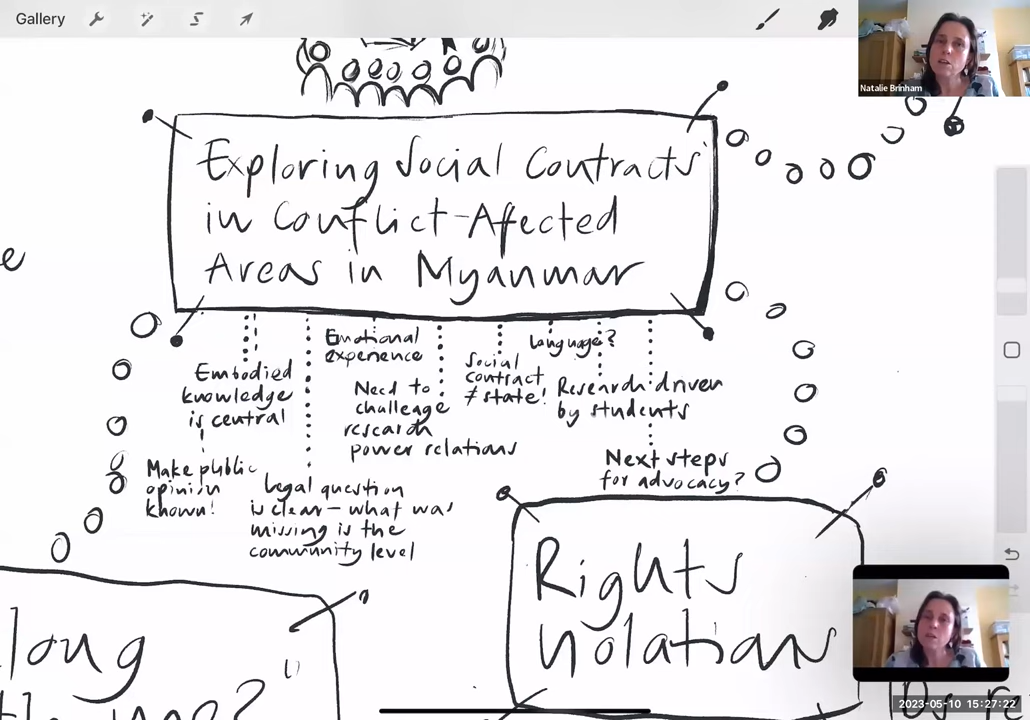 Gallery
Natalie Brinham
Exploring Social Contracts
in Conflict-Affected
Areas in Myanmar
e
Embodied
knowledge
is central
Make public
opinion
known!
Legal question
is clear - what was
missing is the
community level
Emotional
experience
Need to
challenge
research
power relations
Social
contract
≠ state!
Language?
Research driven
by students
Next steps
for advocacy?
Rights
Violations
long
2023-05-10 15:27:22